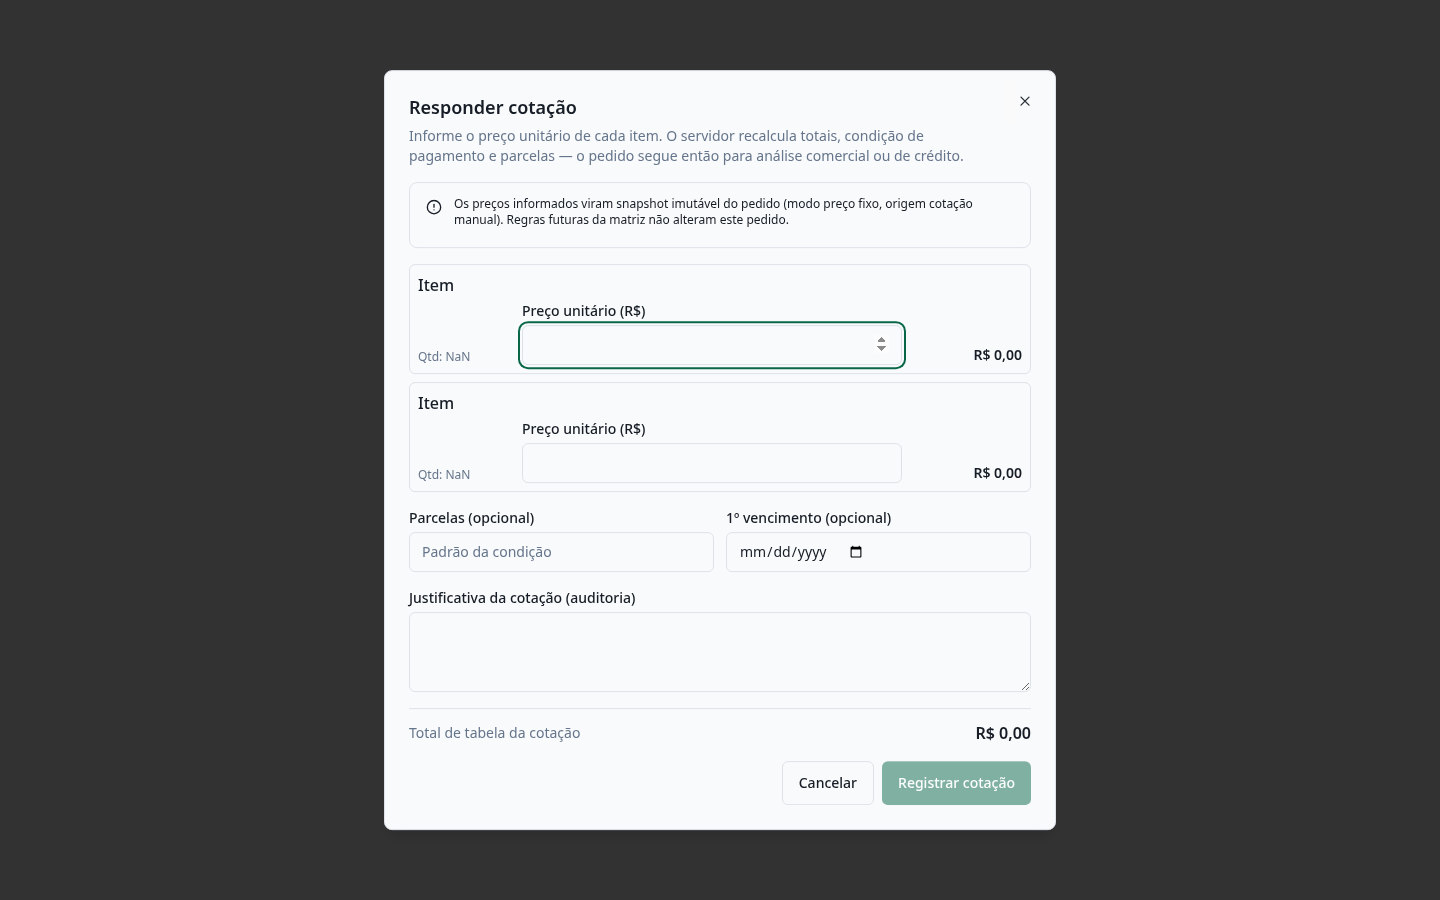 Responder cotação
Informe o preço unitário de cada item. O servidor recalcula totais, condição de
pagamento e parcelas — o pedido segue então para análise comercial ou de crédito.
Os preços informados viram snapshot imutável do pedido (modo preço fixo, origem cotação
manual). Regras futuras da matriz não alteram este pedido.
Item
Preço unitário (R$)
Qtd: NaN
R$ 0,00
Item
Preço unitário (R$)
Qtd: NaN
R$ 0,00
Parcelas (opcional)
1º vencimento (opcional)
Padrão da condição
mm/dd/yyyy
Justificativa da cotação (auditoria)
Total de tabela da cotação
R$ 0,00
Cancelar
Registrar cotação